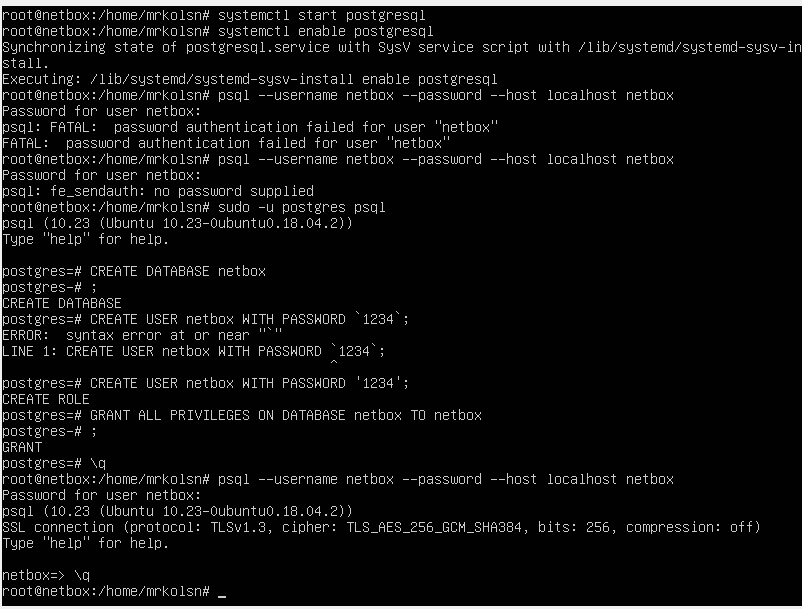 root@netbox:/home/mrkolsn# systemctl start postgresql
root@netbox:/home/mrkolsn# systemctl enable postgresql
Synchronizing state of postgresql.service with SysV service script with /lib/systemd/systemd-sysv-in
stall.
Executing: /lib/systemd/systemd-sysv-install enable postgresql
root@netbox:/home/mrkolsn# psql --username netbox --password --host localhost netbox
Password for user netbox:
psql: FATAL:  password authentication failed for user "netbox"
FATAL:  password authentication failed for user "netbox"
root@netbox:/home/mrkolsn# psql --username netbox --password --host localhost netbox
Password for user netbox:
psql: fe_sendauth: no password supplied
root@netbox:/home/mrkolsn# sudo -u postgres psql
psql (10.23 (Ubuntu 10.23-0ubuntu0.18.04.2))
Type "help" for help.

postgres=# CREATE DATABASE netbox
postgres-# ;
CREATE DATABASE
postgres=# CREATE USER netbox WITH PASSWORD `1234`;
ERROR:  syntax error at or near "`"
LINE 1: CREATE USER netbox WITH PASSWORD `1234`;
                                         ^
postgres=# CREATE USER netbox WITH PASSWORD '1234';
CREATE ROLE
postgres=# GRANT ALL PRIVILEGES ON DATABASE netbox TO netbox
postgres-# ;
GRANT
postgres=# \q
root@netbox:/home/mrkolsn# psql --username netbox --password --host localhost netbox
Password for user netbox:
psql (10.23 (Ubuntu 10.23-0ubuntu0.18.04.2))
SSL connection (protocol: TLSv1.3, cipher: TLS_AES_256_GCM_SHA384, bits: 256, compression: off)
Type "help" for help.

netbox=> \q
root@netbox:/home/mrkolsn# _